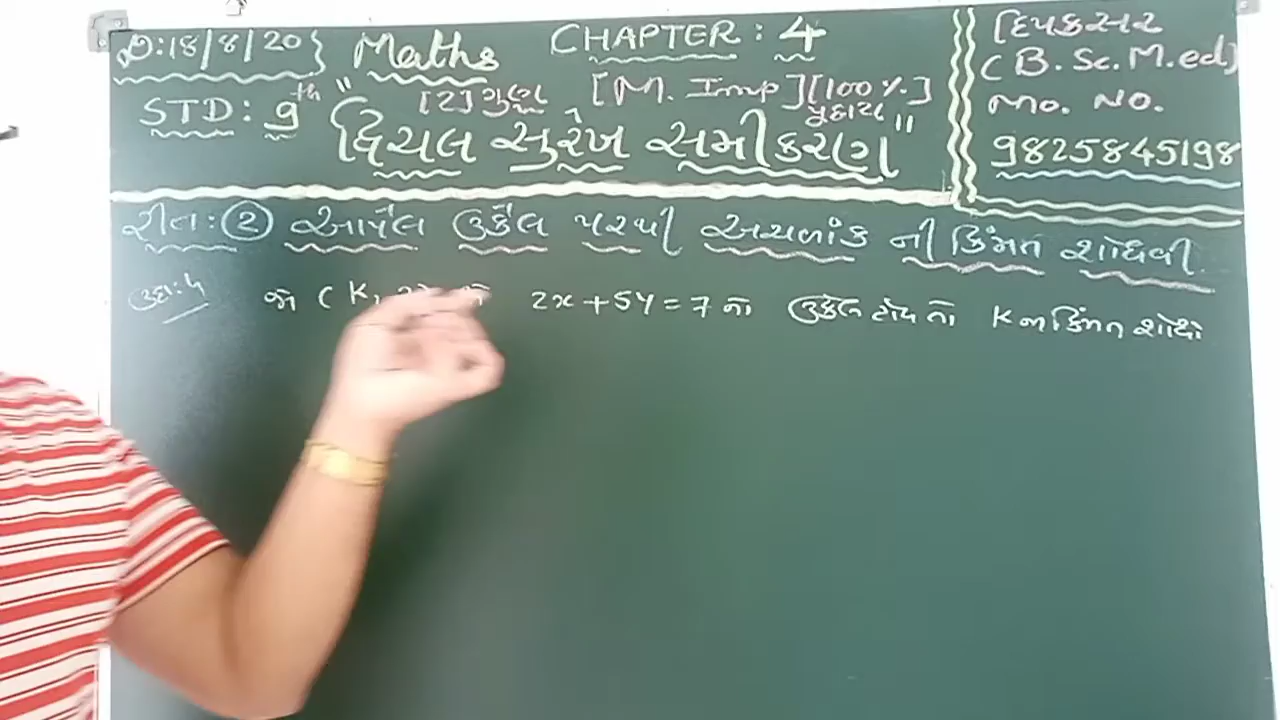 D:18/8/20} Maths CHAPTER : 4
STD: 9th [2] ગુણ [M. Imp] [100 %]
"દ્વિચલ સુરેખ સમીકરણ"
દિપકસર
(B. Sc. M.ed)
Mo. No.
9825845198
રીત: 2 આપેલ ઉકેલ પરથી અચળાંક ની કિંમત શોધવી.
ઉદા:5 જો (K, 2x + 5y = 7 નો ઉકેલ હોય તો K ન કિંમત શોધો